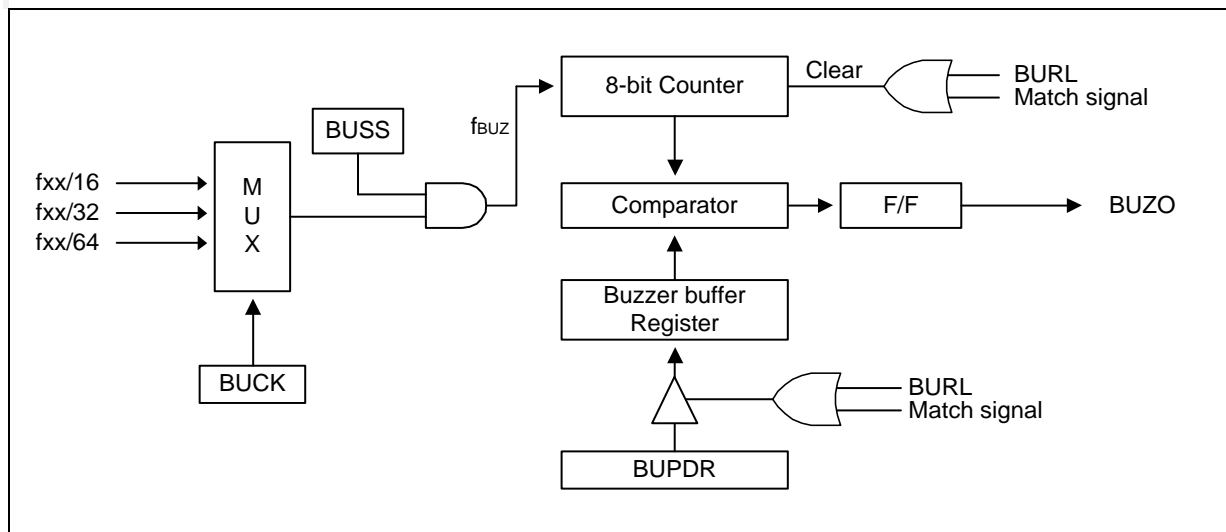 8-bit Counter
Clear
BURL
Match signal
BUSS
fBUZ
fxx/16
fxx/32
fxx/64
M
U
X
Comparator
F/F
BUZO
Buzzer buffer
Register
BUCK
BURL
Match signal
BUPDR